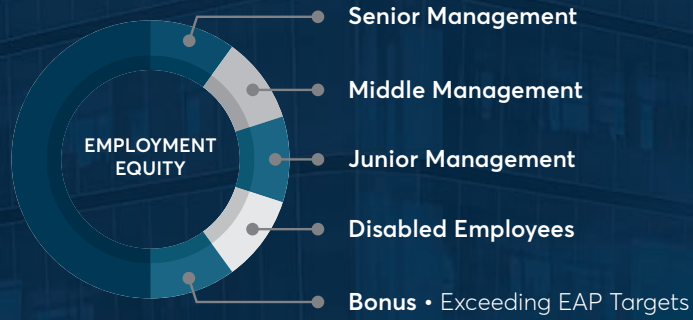 Senior Management
Middle Management
EMPLOYMENT
EQUITY
Junior Management
Disabled Employees
Bonus • Exceeding EAP Targets